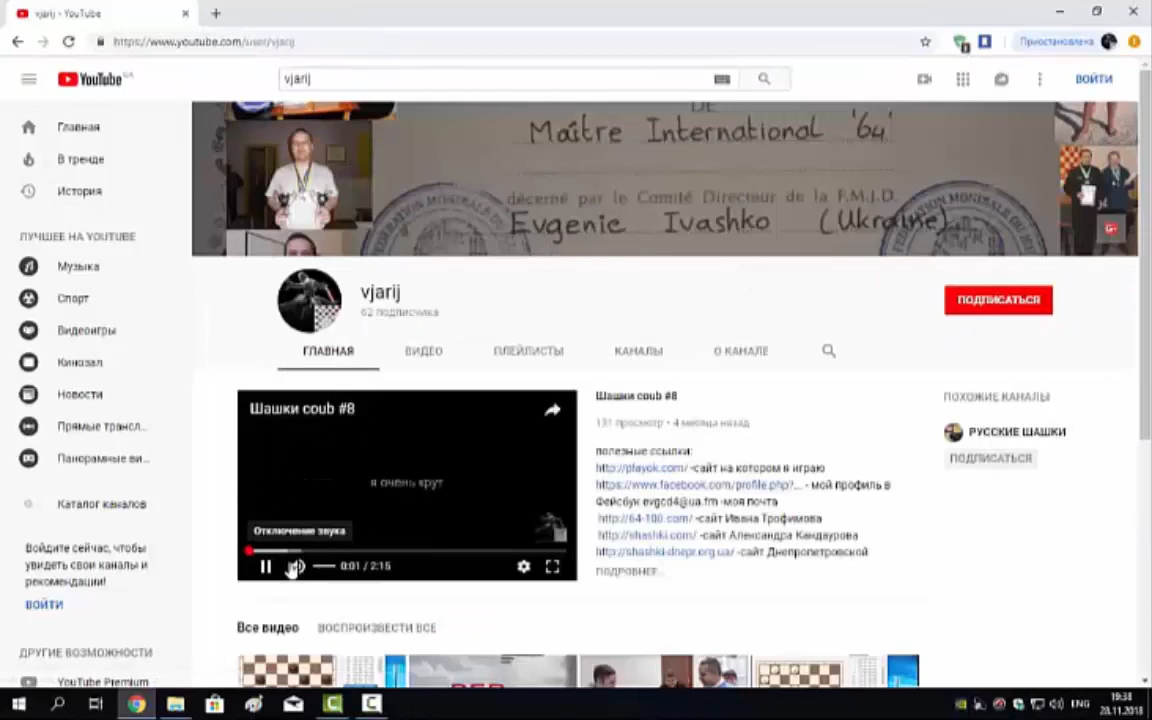 vjarij - YouTube
https://www.youtube.com/user/vjarij
Приостановлена
YouTube
vjarij
ВОЙТИ
Главная
В тренде
История
ЛУЧШЕЕ НА YOUTUBE
Музыка
Спорт
Видеоигры
Кинозал
Новости
Прямые трансл...
Панорамные ви...
Каталог каналов
Войдите сейчас, чтобы
увидеть свои каналы и
рекомендации!
ВОЙТИ
ДРУГИЕ ВОЗМОЖНОСТИ
YouTube Premium
DE
Maître International '64'
décerné par le Comité Directeur de la F.M.J.D.
Evgenie Ivashko (Ukraine)
vjarij
62 подписчика
ПОДПИСАТЬСЯ
ГЛАВНАЯ
ВИДЕО
ПЛЕЙЛИСТЫ
КАНАЛЫ
О КАНАЛЕ
Шашки coub #8
я очень крут
Отключение звука
0:01 / 2:15
Шашки coub #8
131 просмотр • 4 месяца назад
полезные ссылки:
http://playok.com/ -сайт на котором я играю
https://www.facebook.com/profile.php?... - мой профиль в
Фейсбук evgcd4@ua.fm -моя почта
http://64-100.com/ -сайт Ивана Трофимова
http://shashki.com/ -сайт Александра Кандаурова
http://shashki-dnepr.org.ua/ -сайт Днепропетровской
ПОДРОБНЕЕ...
ПОХОЖИЕ КАНАЛЫ
РУССКИЕ ШАШКИ
ПОДПИСАТЬСЯ
Все видео
ВОСПРОИЗВЕСТИ ВСЕ
ENG
19:38
28.11.2018